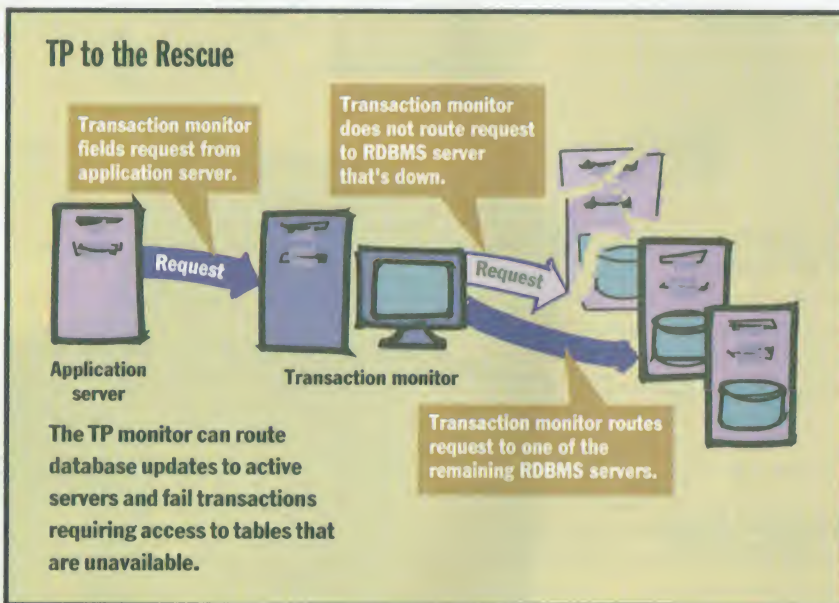 TP to the Rescue
Transaction monitor
fields request from
application server.
Transaction monitor
does not route request
to RDBMS server
that's down.
Request
Request
Application
server
Transaction monitor
Transaction monitor routes
request to one of the
remaining RDBMS servers.
The TP monitor can route
database updates to active
servers and fail transactions
requiring access to tables that
are unavailable.